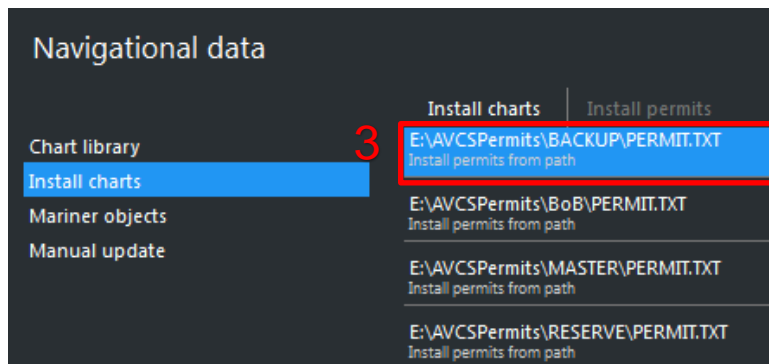 Navigational data
Install charts
Install permits
Chart library
Install charts
Mariner objects
Manual update
3
E:\AVCSPermits\BACKUP\PERMIT.TXT
Install permits from path
E:\AVCSPermits\BoB\PERMIT.TXT
Install permits from path
E:\AVCSPermits\MASTER\PERMIT.TXT
Install permits from path
E:\AVCSPermits\RESERVE\PERMIT.TXT
Install permits from path